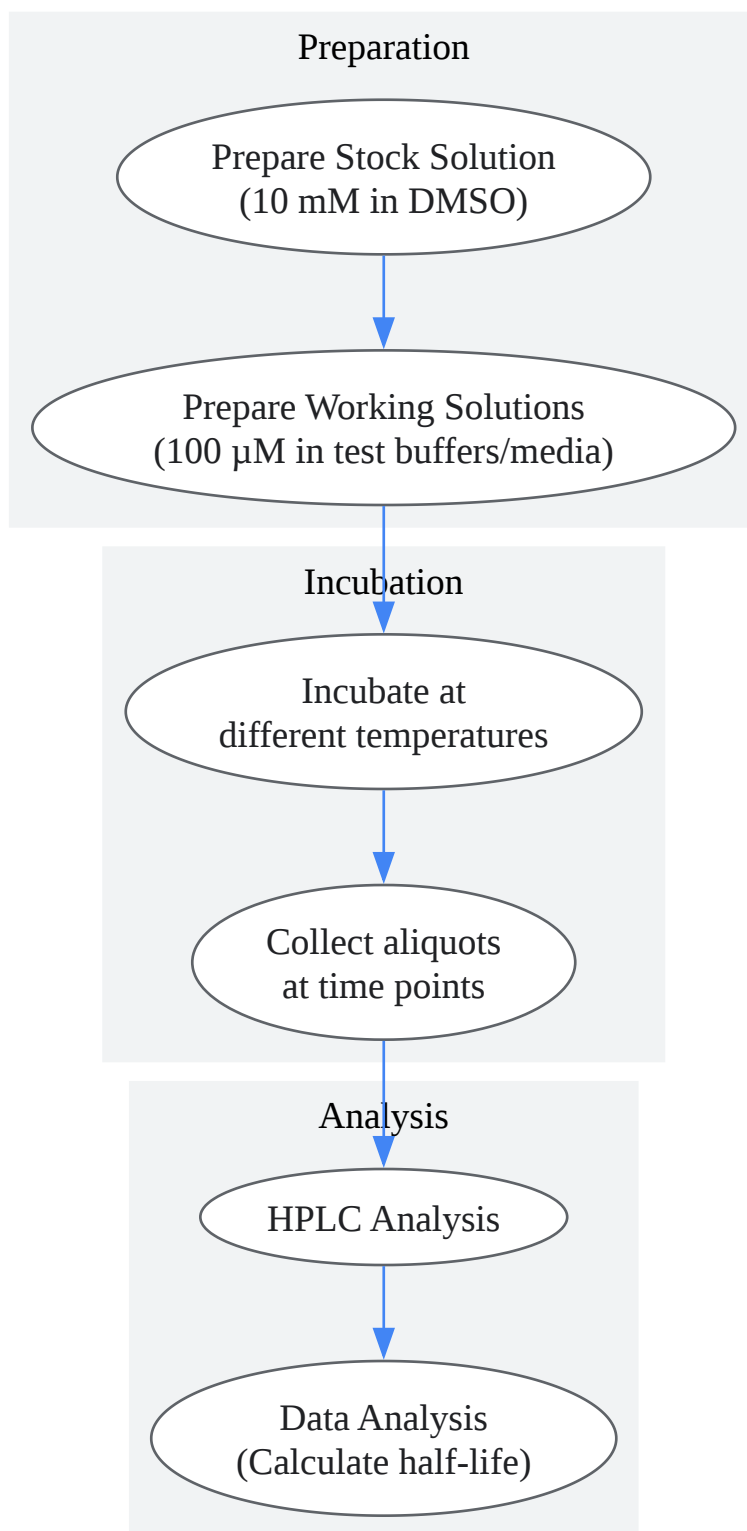 Preparation
Prepare Stock Solution
(10 mM in DMSO)
Prepare Working Solutions
(100 µM in test buffers/media)
Incubation
Incubate at
different temperatures
Collect aliquots
at time points
Analysis
HPLC Analysis
Data Analysis
(Calculate half-life)